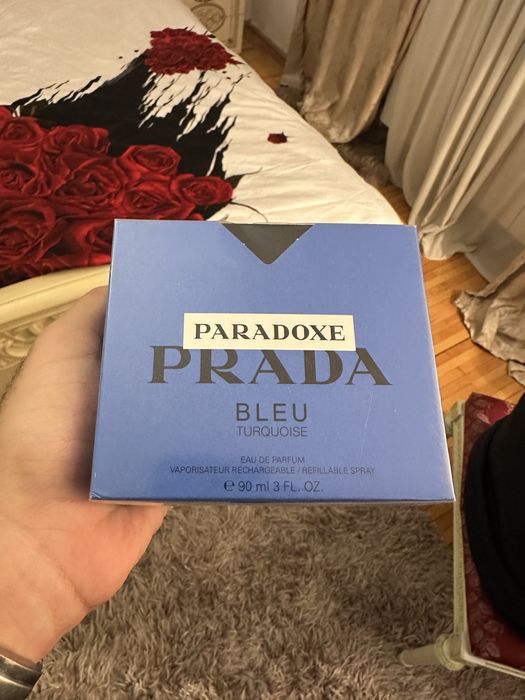 PARADOXE
PRADA
BLEU
TURQUOISE
EAU DE PARFUM
VAPORISATEUR RECHARGEABLE / REFILLABLE SPRAY
℮ 90 ml 3 FL. OZ.